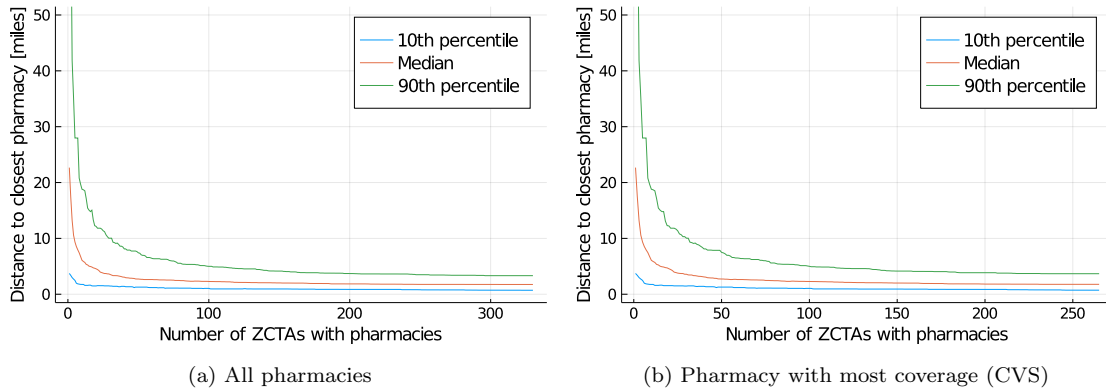 Distance to closest pharmacy [miles]
50
40
30
20
10
0
10th percentile
Median
90th percentile
0
100
200
300
Number of ZCTAs with pharmacies
(a) All pharmacies
Distance to closest pharmacy [miles]
50
40
30
20
10
0
10th percentile
Median
90th percentile
0
50
100
150
200
250
Number of ZCTAs with pharmacies
(b) Pharmacy with most coverage (CVS)